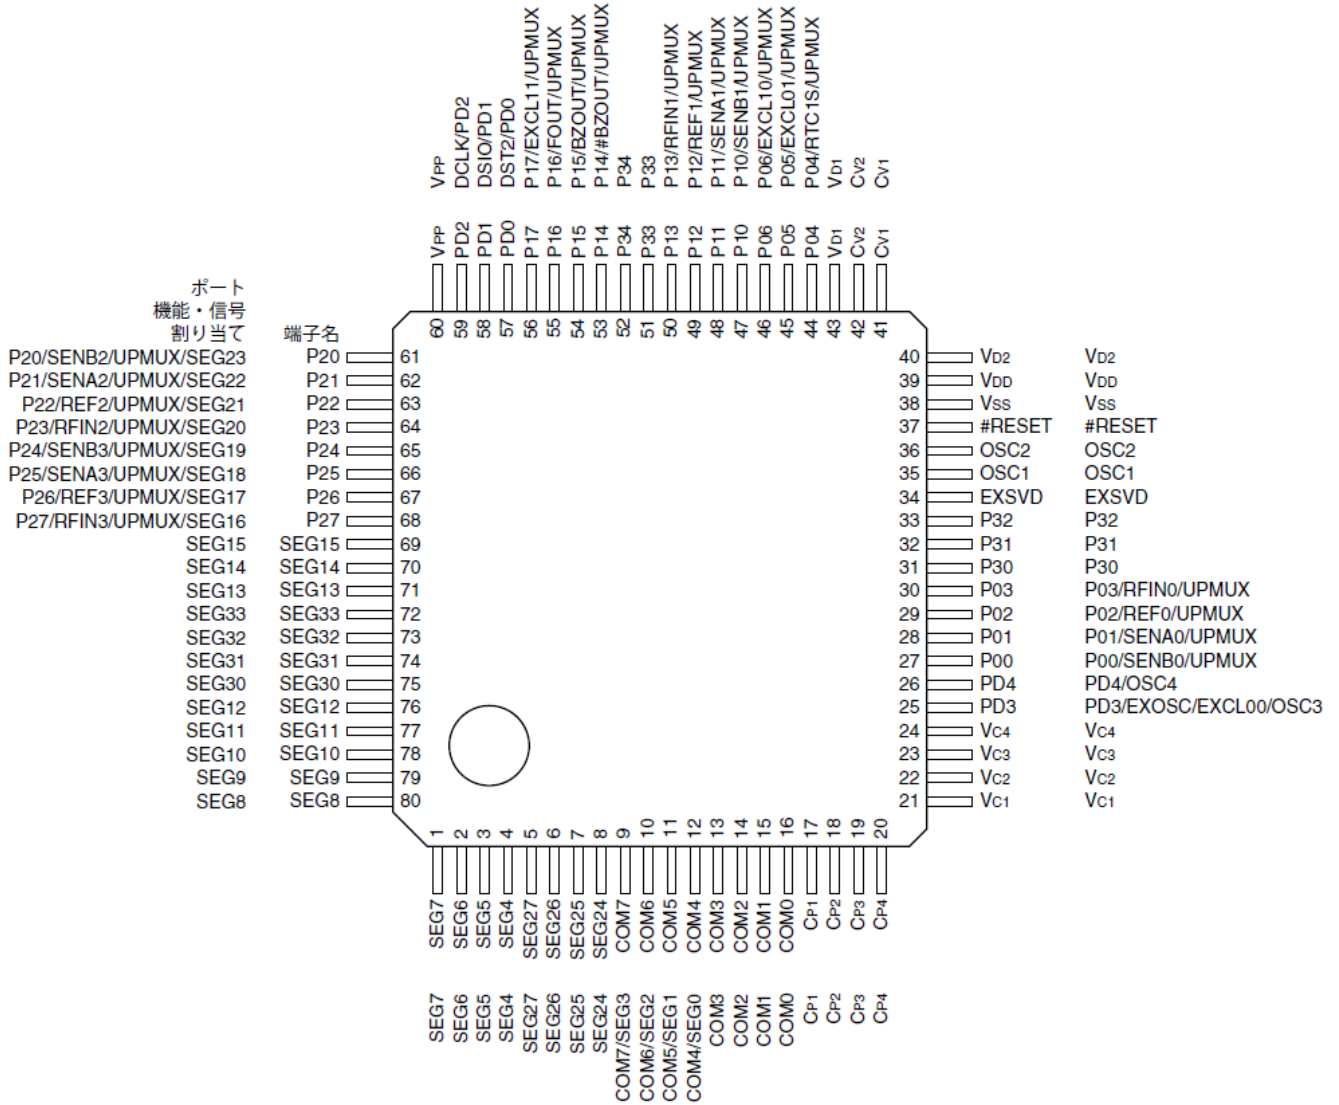 VPP DCLK/PD2 DSIO/PD1 DST2/PD0 P17/EXCL11/UPMUX P16/FOUT/UPMUX P15/BZOUT/UPMUX P14/#BZOUT/UPMUX P34 P33 P13/RFIN1/UPMUX P12/REF1/UPMUX P11/SENA1/UPMUX P10/SENB1/UPMUX P06/EXCL10/UPMUX P05/EXCL01/UPMUX P04/RTC1S/UPMUX VD1 CV2 CV1
VPP PD2 PD1 PD0 P17 P16 P15 P14 P34 P33 P13 P12 P11 P10 P06 P05 P04 VD1 CV2 CV1
60 59 58 57 56 55 54 53 52 51 50 49 48 47 46 45 44 43 42 41
ポート
機能・信号
割り当て 端子名
P20/SENB2/UPMUX/SEG23 P20 61 40 VD2 VD2
P21/SENA2/UPMUX/SEG22 P21 62 39 VDD VDD
P22/REF2/UPMUX/SEG21 P22 63 38 VSS VSS
P23/RFIN2/UPMUX/SEG20 P23 64 37 #RESET #RESET
P24/SENB3/UPMUX/SEG19 P24 65 36 OSC2 OSC2
P25/SENA3/UPMUX/SEG18 P25 66 35 OSC1 OSC1
P26/REF3/UPMUX/SEG17 P26 67 34 EXSVD EXSVD
P27/RFIN3/UPMUX/SEG16 P27 68 33 P32 P32
SEG15 SEG15 69 32 P31 P31
SEG14 SEG14 70 31 P30 P30
SEG13 SEG13 71 30 P03 P03/RFIN0/UPMUX
SEG33 SEG33 72 29 P02 P02/REF0/UPMUX
SEG32 SEG32 73 28 P01 P01/SENA0/UPMUX
SEG31 SEG31 74 27 P00 P00/SENB0/UPMUX
SEG30 SEG30 75 26 PD4 PD4/OSC4
SEG12 SEG12 76 25 PD3 PD3/EXOSC/EXCL00/OSC3
SEG11 SEG11 77 24 VC4 VC4
SEG10 SEG10 78 23 VC3 VC3
SEG9 SEG9 79 22 VC2 VC2
SEG8 SEG8 80 21 VC1 VC1
1 2 3 4 5 6 7 8 9 10 11 12 13 14 15 16 17 18 19 20
SEG7 SEG6 SEG5 SEG4 SEG27 SEG26 SEG25 SEG24 COM7 COM6 COM5 COM4 COM3 COM2 COM1 COM0 CP1 CP2 CP3 CP4
SEG7 SEG6 SEG5 SEG4 SEG27 SEG26 SEG25 SEG24 COM7/SEG3 COM6/SEG2 COM5/SEG1 COM4/SEG0 COM3 COM2 COM1 COM0 CP1 CP2 CP3 CP4